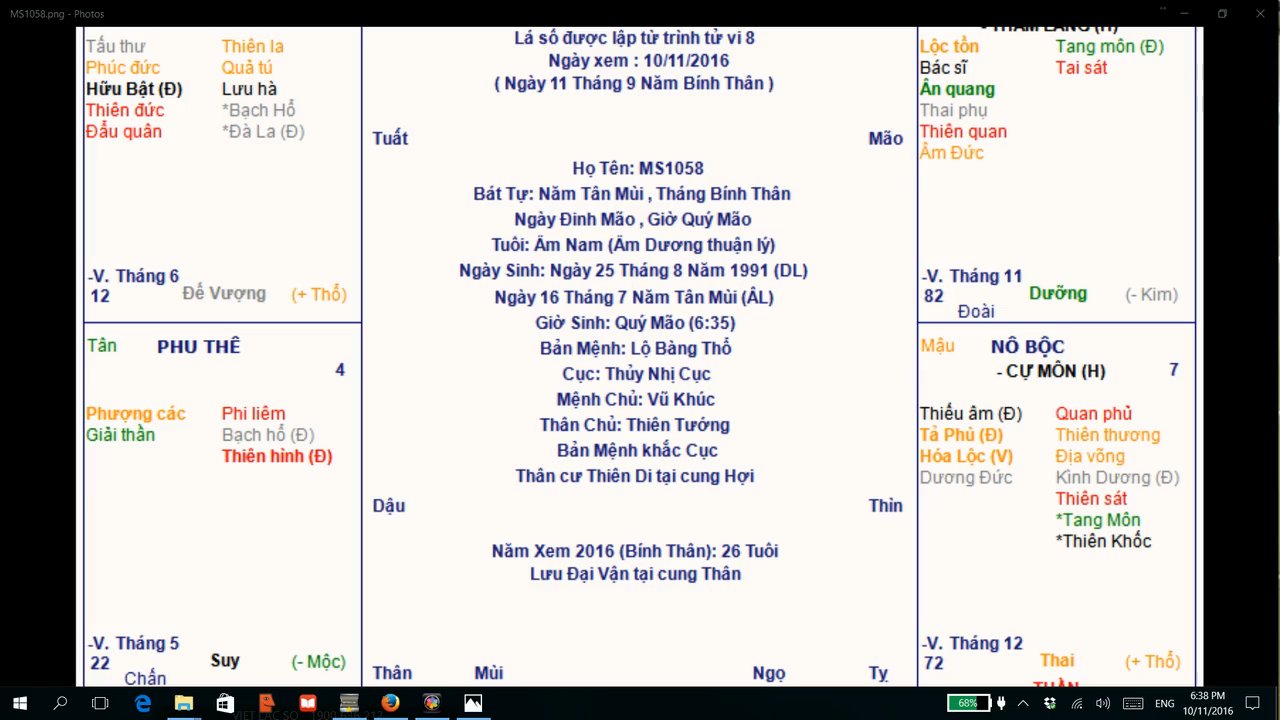 MS1058.png - Photos
Tấu thư Thiên la
Phúc đức Quả tú
Hữu Bật (Đ) Lưu hà
Thiên đức *Bạch Hổ
Đẩu quân *Đà La (Đ)
-V. Tháng 6
12 Đế Vượng (+ Thổ)
Tân PHU THÊ
4
Phượng các Phi liêm
Giải thần Bạch hổ (Đ)
Thiên hình (Đ)
-V. Tháng 5
22 Suy (- Mộc)
Chấn
Lá số được lập từ trình tử vi 8
Ngày xem : 10/11/2016
( Ngày 11 Tháng 9 Năm Bính Thân )
Tuất Mão
Họ Tên: MS1058
Bát Tự: Năm Tân Mùi , Tháng Bính Thân
Ngày Đinh Mão , Giờ Quý Mão
Tuổi: Âm Nam (Âm Dương thuận lý)
Ngày Sinh: Ngày 25 Tháng 8 Năm 1991 (DL)
Ngày 16 Tháng 7 Năm Tân Mùi (ÂL)
Giờ Sinh: Quý Mão (6:35)
Bản Mệnh: Lộ Bàng Thổ
Cục: Thủy Nhị Cục
Mệnh Chủ: Vũ Khúc
Thân Chủ: Thiên Tướng
Bản Mệnh khắc Cục
Thân cư Thiên Di tại cung Hợi
Dậu Thìn
Năm Xem 2016 (Bính Thân): 26 Tuổi
Lưu Đại Vận tại cung Thân
Thân Mùi Ngọ Tỵ
- THAM LANG (H)
Lộc tồn Tang môn (Đ)
Bác sĩ Tai sát
Ân quang
Thai phụ
Thiên quan
Âm Đức
-V. Tháng 11
82 Dưỡng (- Kim)
Đoài
Mậu NÔ BỘC
- CỰ MÔN (H) 7
Thiếu âm (Đ) Quan phủ
Tả Phù (Đ) Thiên thương
Hóa Lộc (V) Địa võng
Dương Đức Kình Dương (Đ)
Thiên sát
*Tang Môn
*Thiên Khốc
-V. Tháng 12
72 Thai (+ Thổ)
THÂN
68% ENG 6:38 PM
10/11/2016